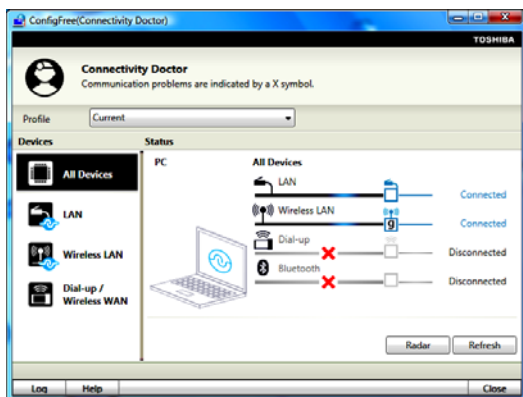 ConfigFree(Connectivity Doctor)
TOSHIBA
Connectivity Doctor
Communication problems are indicated by a X symbol.
Profile Current
Devices Status
All Devices
LAN
Wireless LAN
Dial-up /
Wireless WAN
PC All Devices
LAN
Connected
Wireless LAN
g Connected
Dial-up
Disconnected
Bluetooth
Disconnected
Radar Refresh
Log Help Close